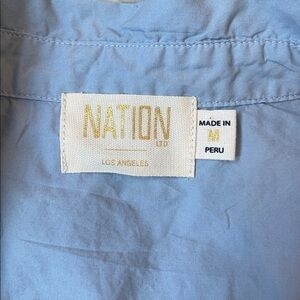 NATION
LTD
LOS ANGELES
MADE IN
M
PERU